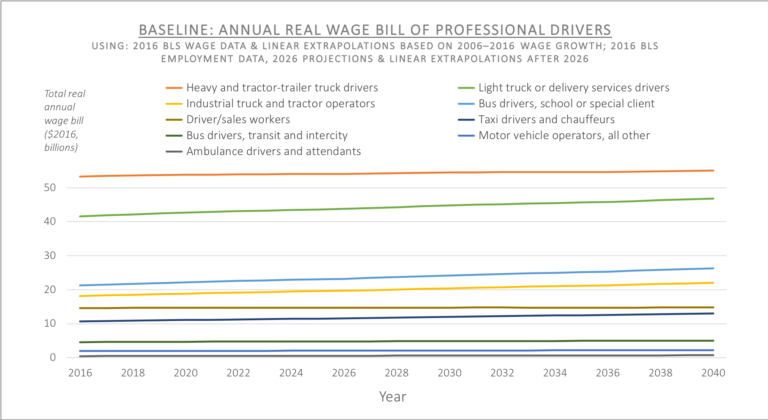 BASELINE: ANNUAL REAL WAGE BILL OF PROFESSIONAL DRIVERS
USING: 2016 BLS WAGE DATA & LINEAR EXTRAPOLATIONS BASED ON 2006–2016 WAGE GROWTH; 2016 BLS
EMPLOYMENT DATA, 2026 PROJECTIONS & LINEAR EXTRAPOLATIONS AFTER 2026
Total real
annual
wage bill
($2016,
billions)
Heavy and tractor-trailer truck drivers
Light truck or delivery services drivers
Industrial truck and tractor operators
Bus drivers, school or special client
Driver/sales workers
Taxi drivers and chauffeurs
Bus drivers, transit and intercity
Motor vehicle operators, all other
Ambulance drivers and attendants
50
40
30
20
10
0
2016 2018 2020 2022 2024 2026 2028 2030 2032 2034 2036 2038 2040
Year